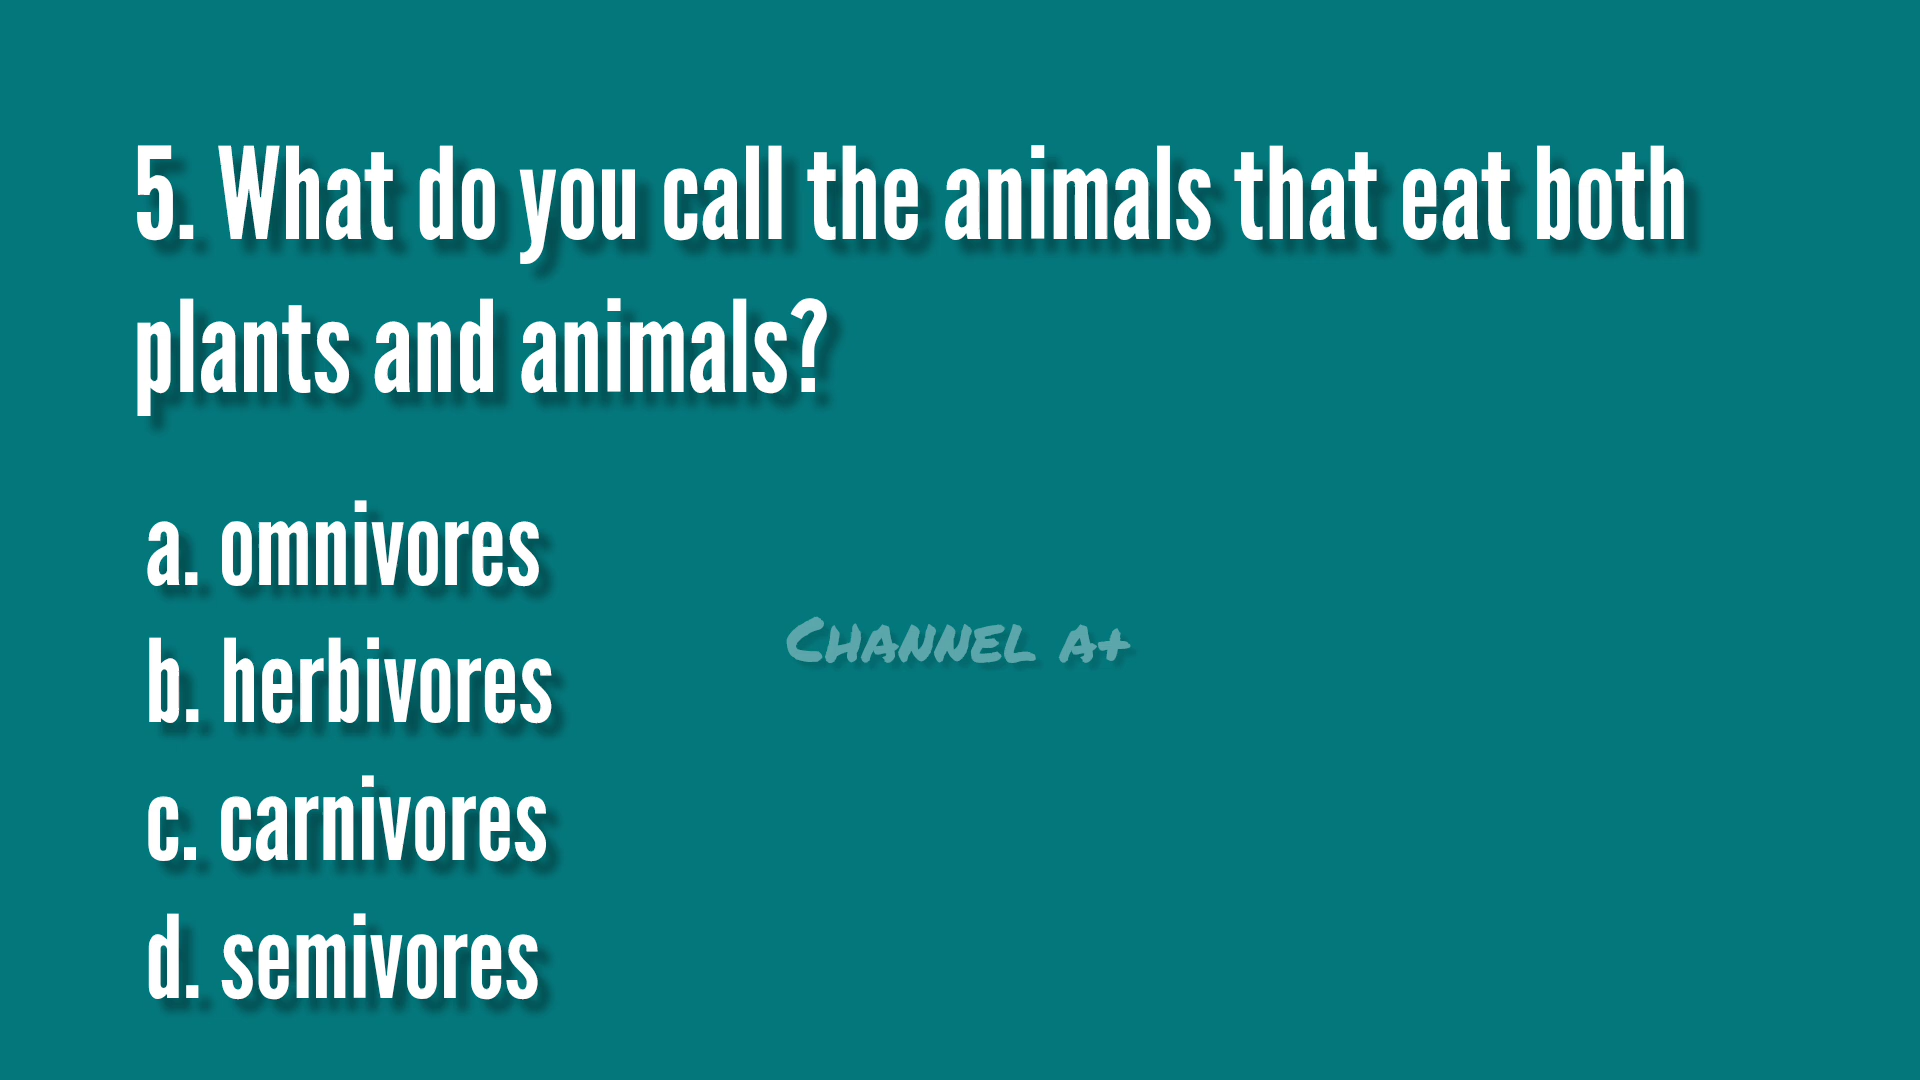 5. What do you call the animals that eat both
plants and animals?
a. omnivores
Channel A+
b. herbivores
c. carnivores
d. semivores